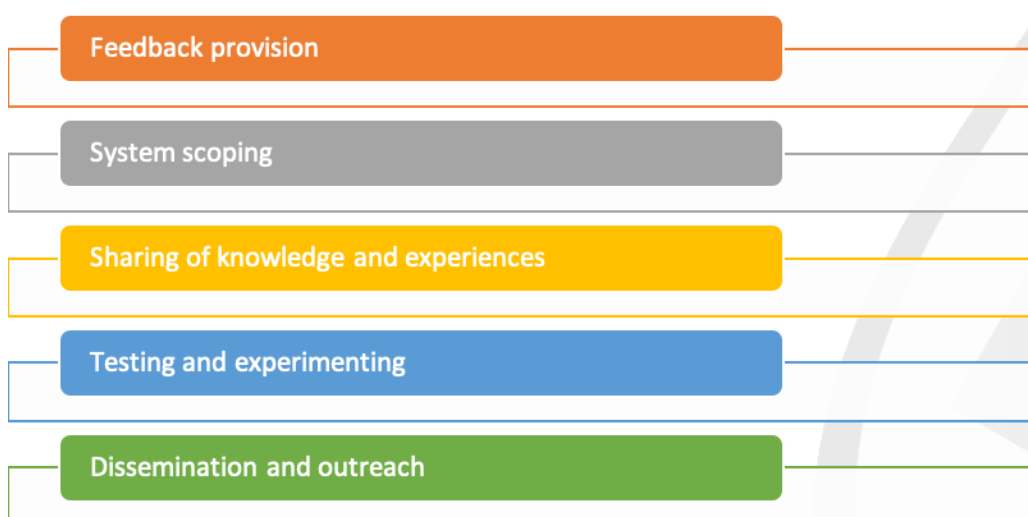 Feedback provision
System scoping
Sharing of knowledge and experiences
Testing and experimenting
Dissemination and outreach